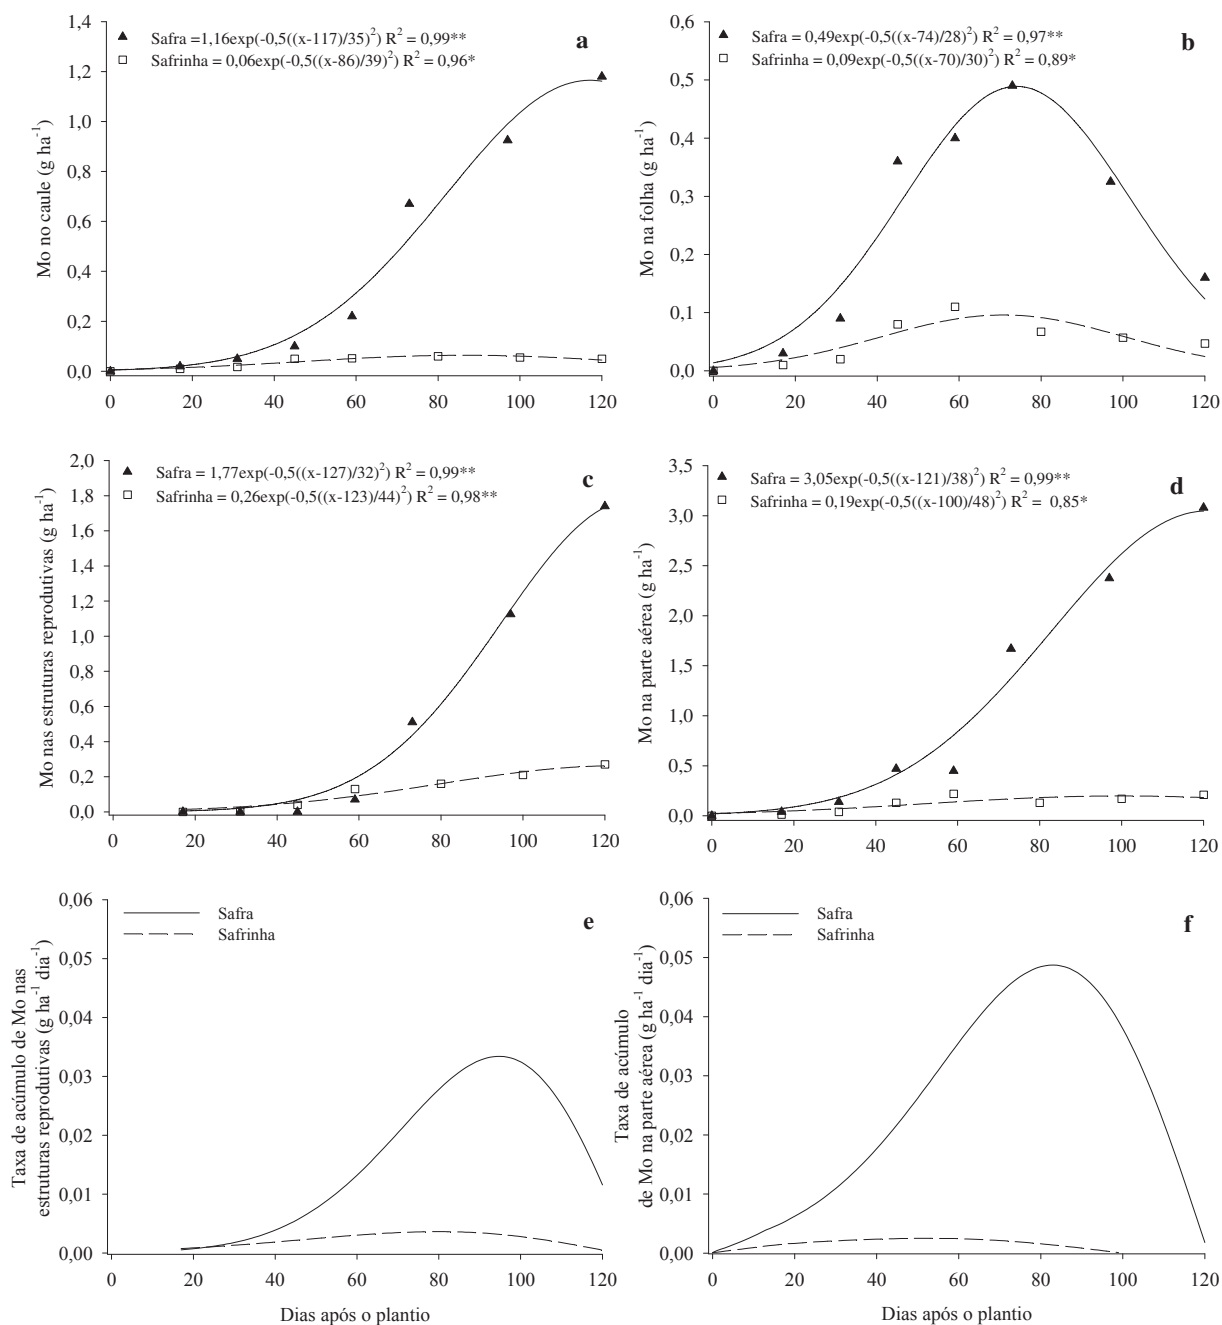 a
Safra =1,16exp(-0,5((x-117)/35)²) R² = 0,99**
Safrinha = 0,06exp(-0,5((x-86)/39)²) R² = 0,96*
Mo no caule (g ha⁻¹)
1,4
1,2
1,0
0,8
0,6
0,4
0,2
0,0
0 20 40 60 80 100 120
b
Safra = 0,49exp(-0,5((x-74)/28)²) R² = 0,97**
Safrinha = 0,09exp(-0,5((x-70)/30)²) R² = 0,89*
Mo na folha (g ha⁻¹)
0,6
0,5
0,4
0,3
0,2
0,1
0,0
0 20 40 60 80 100 120
c
Safra = 1,77exp(-0,5((x-127)/32)²) R² = 0,99**
Safrinha = 0,26exp(-0,5((x-123)/44)²) R² = 0,98**
Mo nas estruturas reprodutivas (g ha⁻¹)
2,0
1,8
1,6
1,4
1,2
1,0
0,8
0,6
0,4
0,2
0,0
0 20 40 60 80 100 120
d
Safra = 3,05exp(-0,5((x-121)/38)²) R² = 0,99**
Safrinha = 0,19exp(-0,5((x-100)/48)²) R² = 0,85*
Mo na parte aérea (g ha⁻¹)
3,5
3,0
2,5
2,0
1,5
1,0
0,5
0,0
0 20 40 60 80 100 120
e
Safra
Safrinha
Taxa de acúmulo de Mo nas
estruturas reprodutivas (g ha⁻¹ dia⁻¹)
0,06
0,05
0,04
0,03
0,02
0,01
0,00
0 20 40 60 80 100 120
Dias após o plantio
f
Safra
Safrinha
Taxa de acúmulo
de Mo na parte aérea (g ha⁻¹ dia⁻¹)
0,06
0,05
0,04
0,03
0,02
0,01
0,00
0 20 40 60 80 100 120
Dias após o plantio